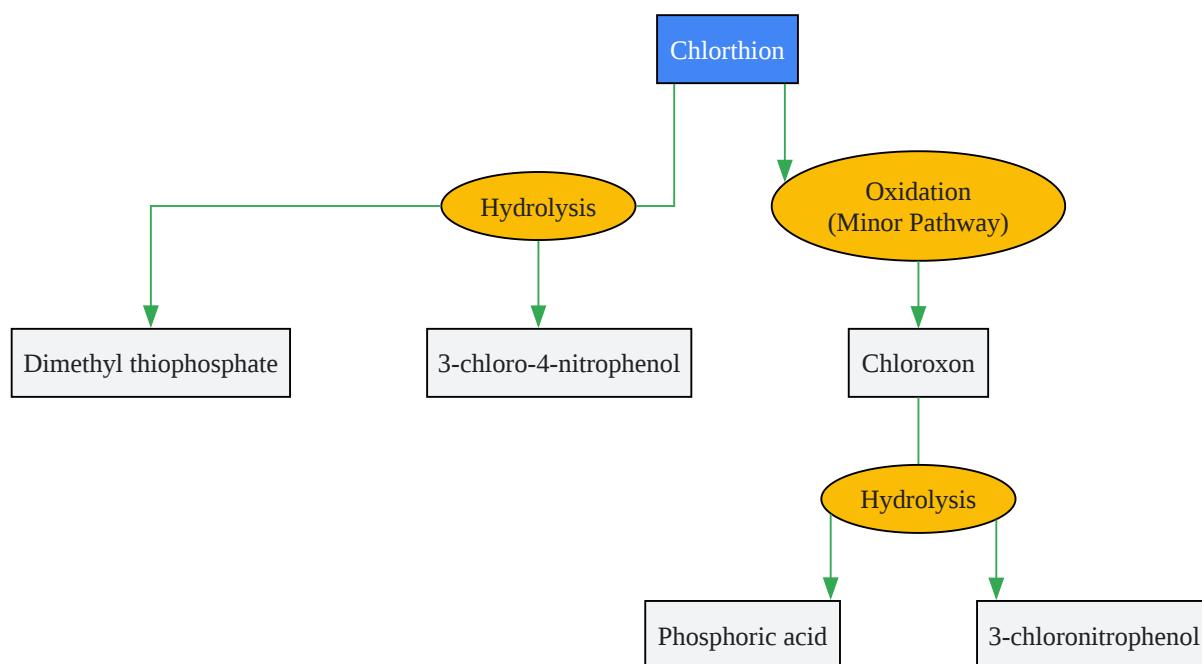 Chlorthion
Hydrolysis
Oxidation
(Minor Pathway)
Dimethyl thiophosphate
3-chloro-4-nitrophenol
Chloroxon
Hydrolysis
Phosphoric acid
3-chloronitrophenol